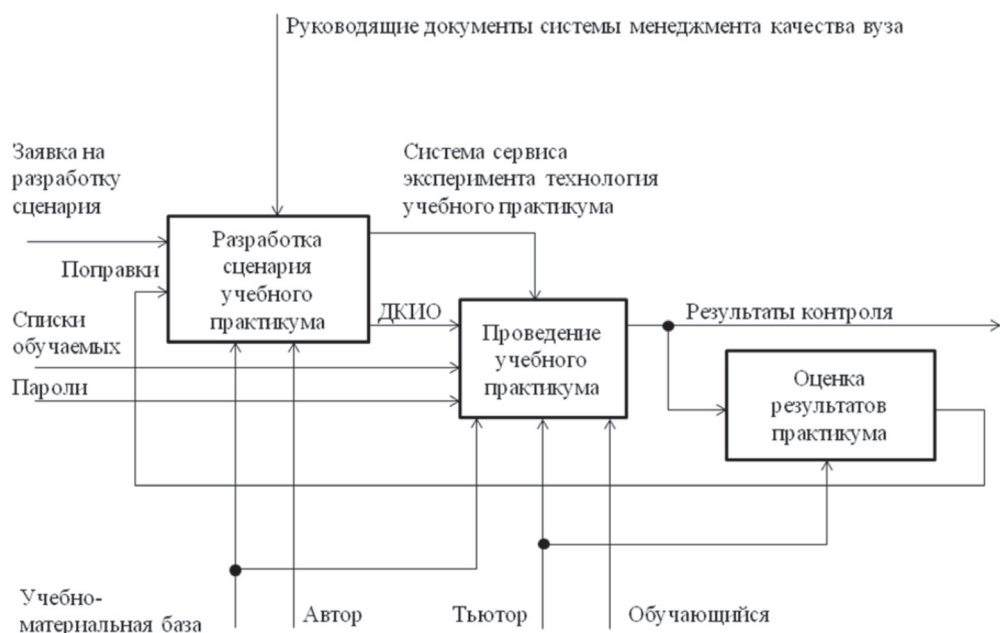 Руководящие документы системы менеджмента качества вуза
Заявка на
разработку
сценария
Система сервиса
эксперимента технология
учебного практикума
Разработка
сценария
учебного
практикума
Поправки
ДКИО
Списки
обучаемых
Пароли
Проведение
учебного
практикума
Результаты контроля
Оценка
результатов
практикума
Учебно-
материальная база
Автор
Тьютор
Обучающийся